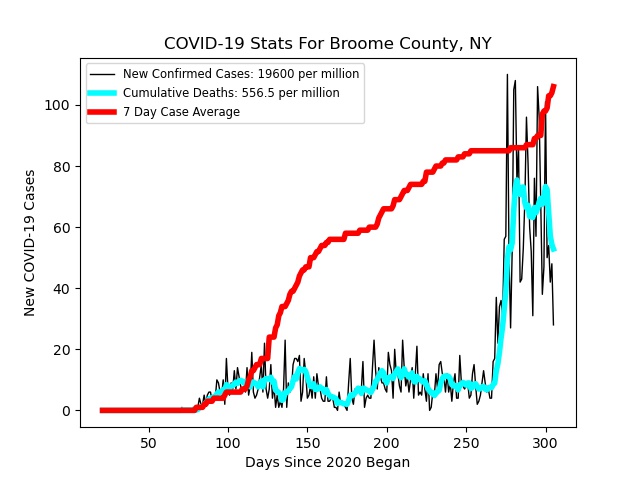 COVID-19 Stats For Broome County, NY
New Confirmed Cases: 19600 per million
Cumulative Deaths: 556.5 per million
7 Day Case Average
New COVID-19 Cases
100
80
60
40
20
0
50 100 150 200 250 300
Days Since 2020 Began